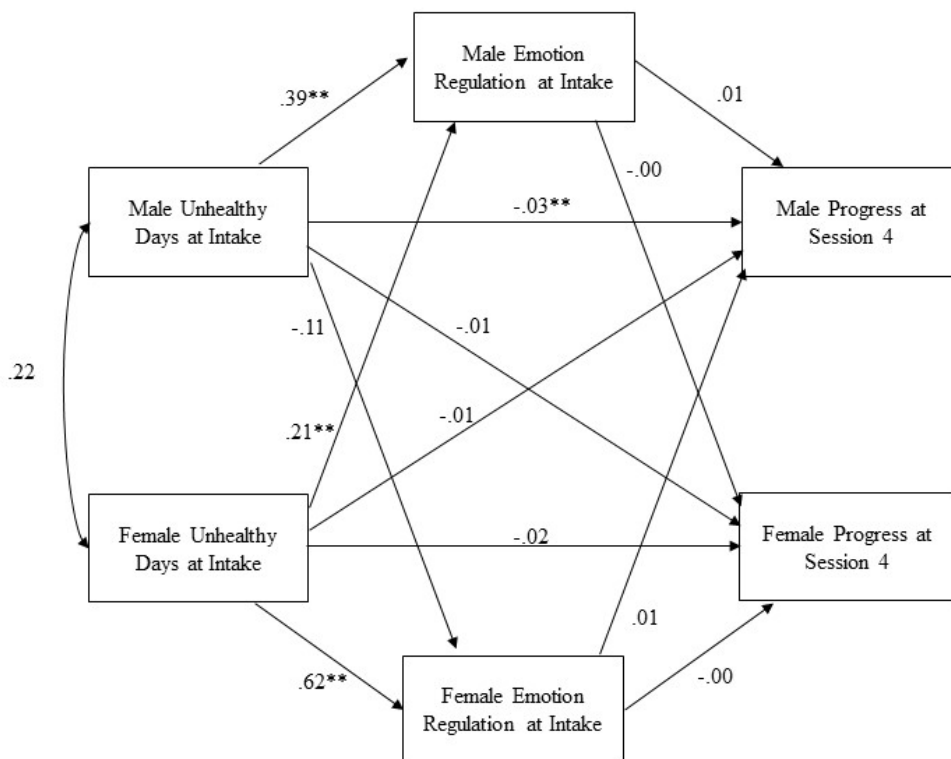 Male Emotion
Regulation at Intake
.39**
.01
-.00
Male Unhealthy
Days at Intake
-.03**
Male Progress at
Session 4
-.11
-.01
.22
-.01
.21**
Female Unhealthy
Days at Intake
-.02
Female Progress at
Session 4
.01
.62**
-.00
Female Emotion
Regulation at Intake